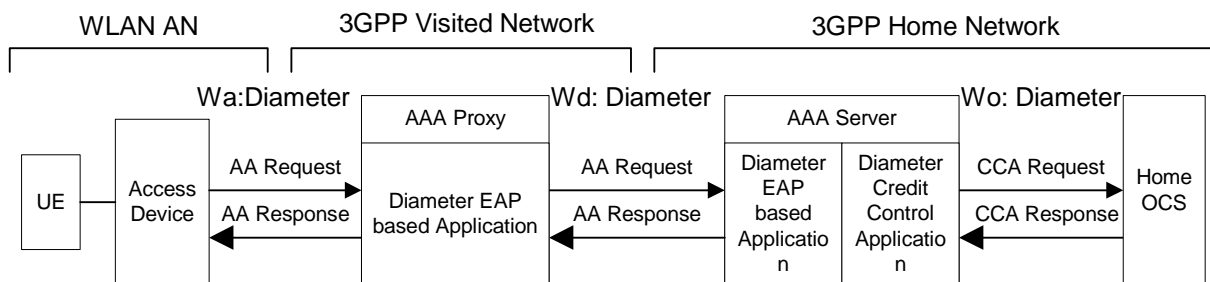 WLAN AN
3GPP Visited Network
3GPP Home Network
Wa:Diameter
Wd: Diameter
Wo: Diameter
UE
Access
Device
AA Request
AA Response
AAA Proxy
Diameter EAP
based Application
AA Request
AA Response
AAA Server
Diameter
EAP
based
Applicatio
n
Diameter
Credit
Control
Applicatio
n
CCA Request
CCA Response
Home
OCS